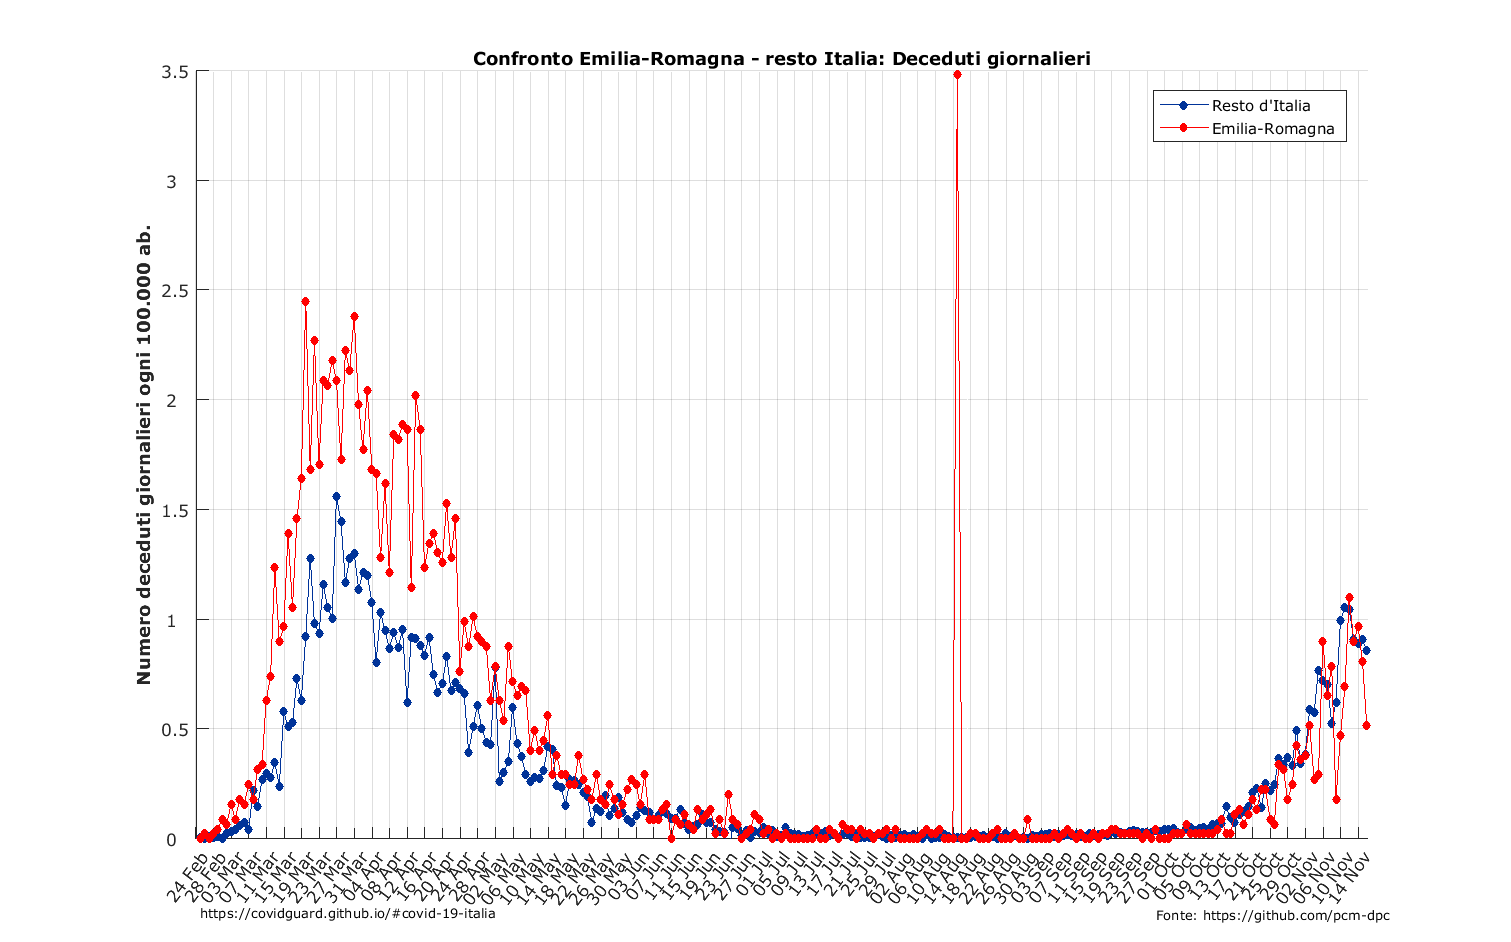 Confronto Emilia-Romagna - resto Italia: Deceduti giornalieri
Resto d'Italia
Emilia-Romagna
Numero deceduti giornalieri ogni 100.000 ab.
3.5
3
2.5
2
1.5
1
0.5
0
24 Feb
28 Feb
03 Mar
07 Mar
11 Mar
15 Mar
19 Mar
23 Mar
27 Mar
31 Mar
04 Apr
08 Apr
12 Apr
16 Apr
20 Apr
24 Apr
28 Apr
02 May
06 May
10 May
14 May
18 May
22 May
26 May
30 May
03 Jun
07 Jun
11 Jun
15 Jun
19 Jun
23 Jun
27 Jun
01 Jul
05 Jul
09 Jul
13 Jul
17 Jul
21 Jul
25 Jul
29 Jul
02 Aug
06 Aug
10 Aug
14 Aug
18 Aug
22 Aug
26 Aug
30 Aug
03 Sep
07 Sep
11 Sep
15 Sep
19 Sep
23 Sep
27 Sep
01 Oct
05 Oct
09 Oct
13 Oct
17 Oct
21 Oct
25 Oct
29 Oct
02 Nov
06 Nov
10 Nov
14 Nov
https://covidguard.github.io/#covid-19-italia
Fonte: https://github.com/pcm-dpc